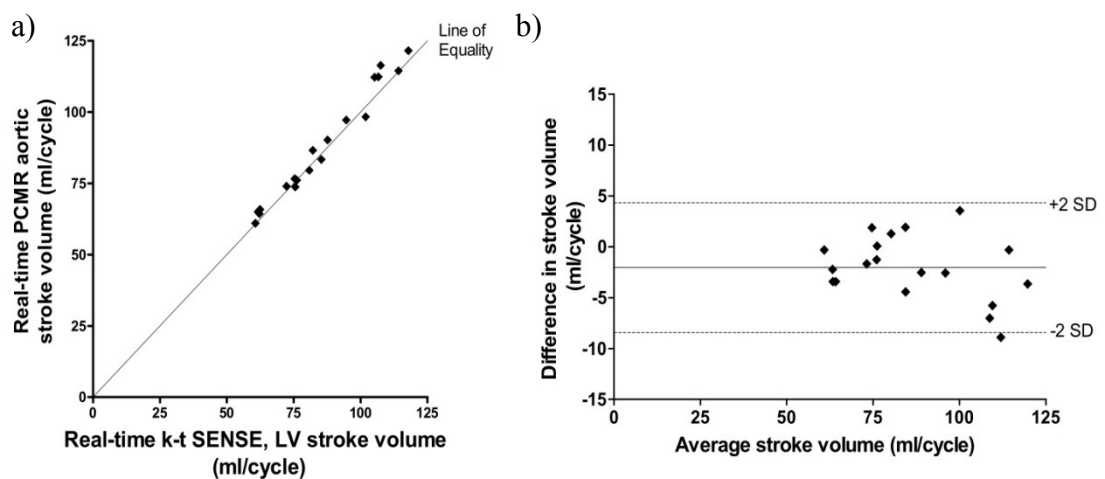 a)
Line of
Equality
Real-time PCMR aortic
stroke volume (ml/cycle)
125
100
75
50
25
0
0 25 50 75 100 125
Real-time k-t SENSE, LV stroke volume
(ml/cycle)
b)
Difference in stroke volume
(ml/cycle)
15
10
5
0
-5
-10
-15
+2 SD
-2 SD
0 25 50 75 100 125
Average stroke volume (ml/cycle)